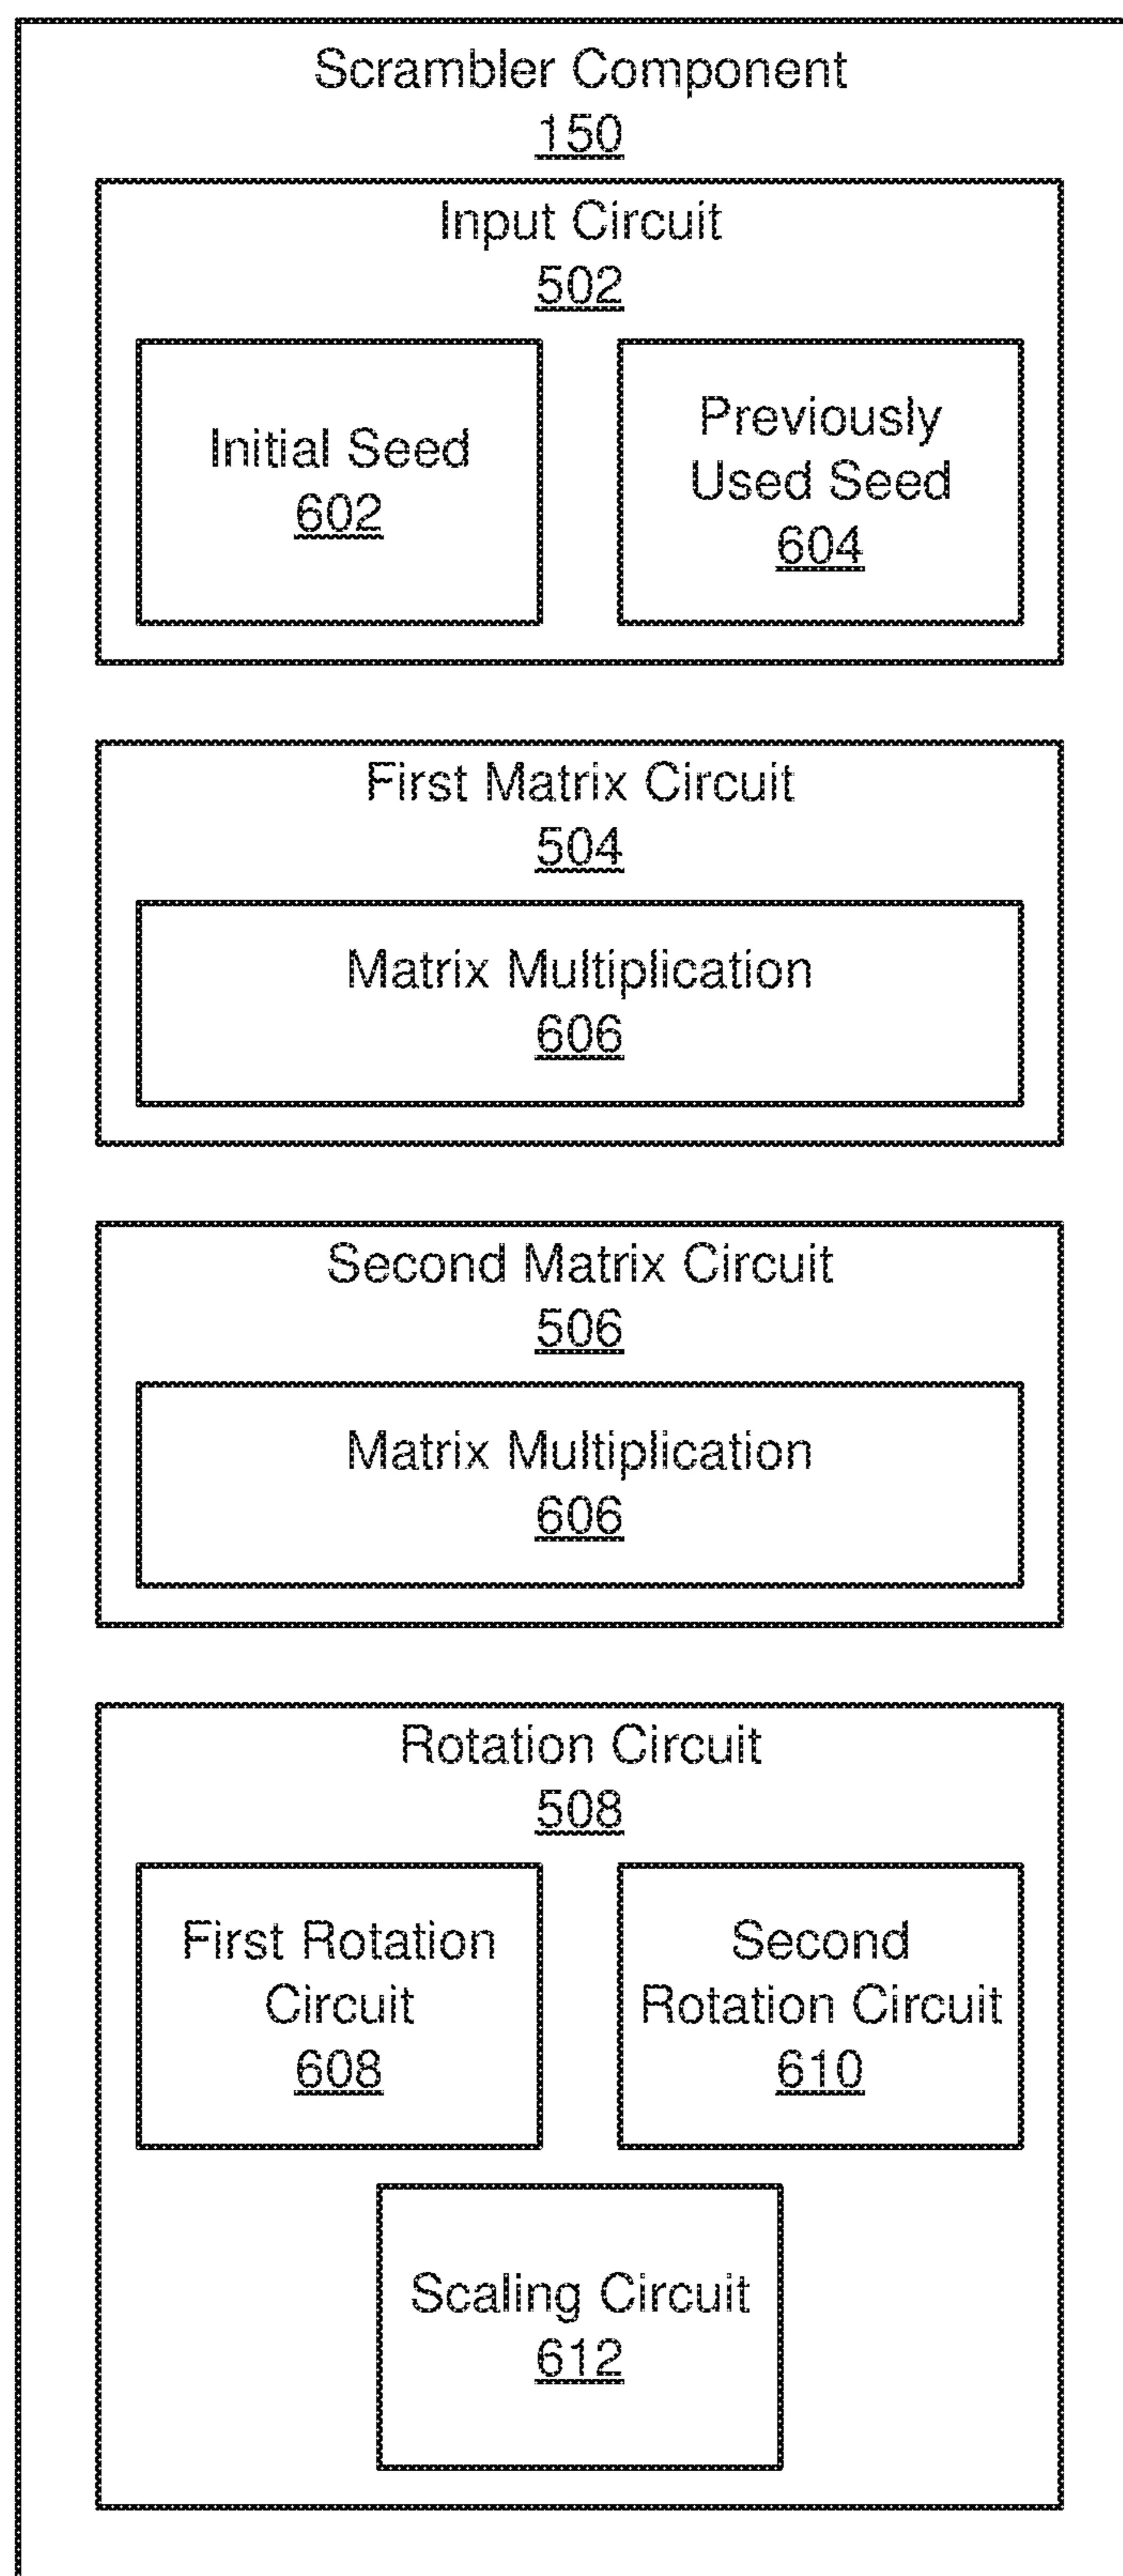 Scrambler Component
150
Input Circuit
502
Initial Seed
602
Previously
Used Seed
604
First Matrix Circuit
504
Matrix Multiplication
606
Second Matrix Circuit
506
Matrix Multiplication
606
Rotation Circuit
508
First Rotation
Circuit
608
Second
Rotation Circuit
610
Scaling Circuit
612